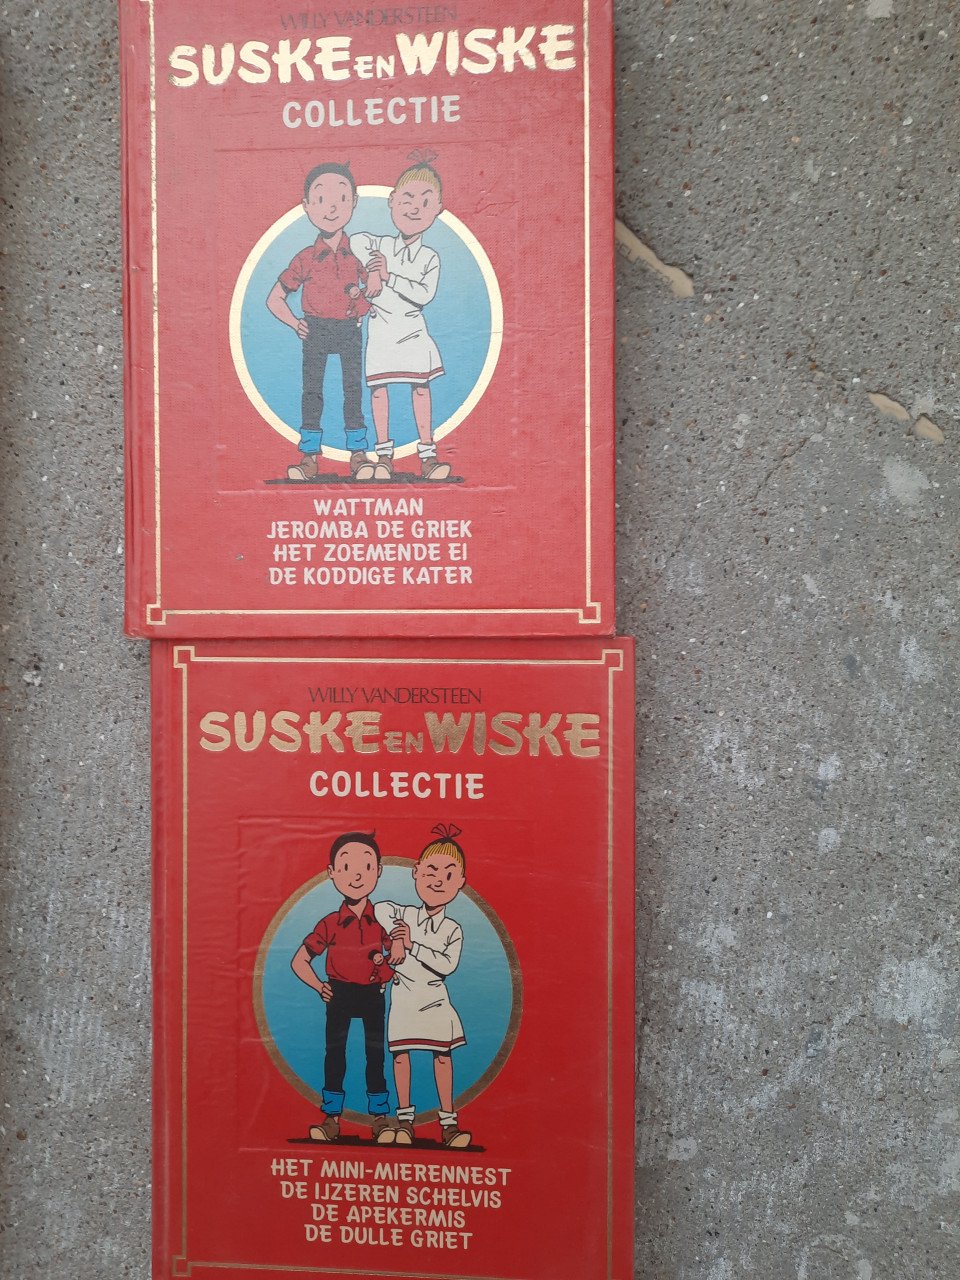 WILLY VANDERSTEEN
SUSKE EN WISKE
COLLECTIE
WATTMAN
JEROMBA DE GRIEK
HET ZOEMENDE EI
DE KODDIGE KATER
WILLY VANDERSTEEN
SUSKE EN WISKE
COLLECTIE
HET MINI-MIERENNEST
DE IJZEREN SCHELVIS
DE APEKERMIS
DE DULLE GRIET